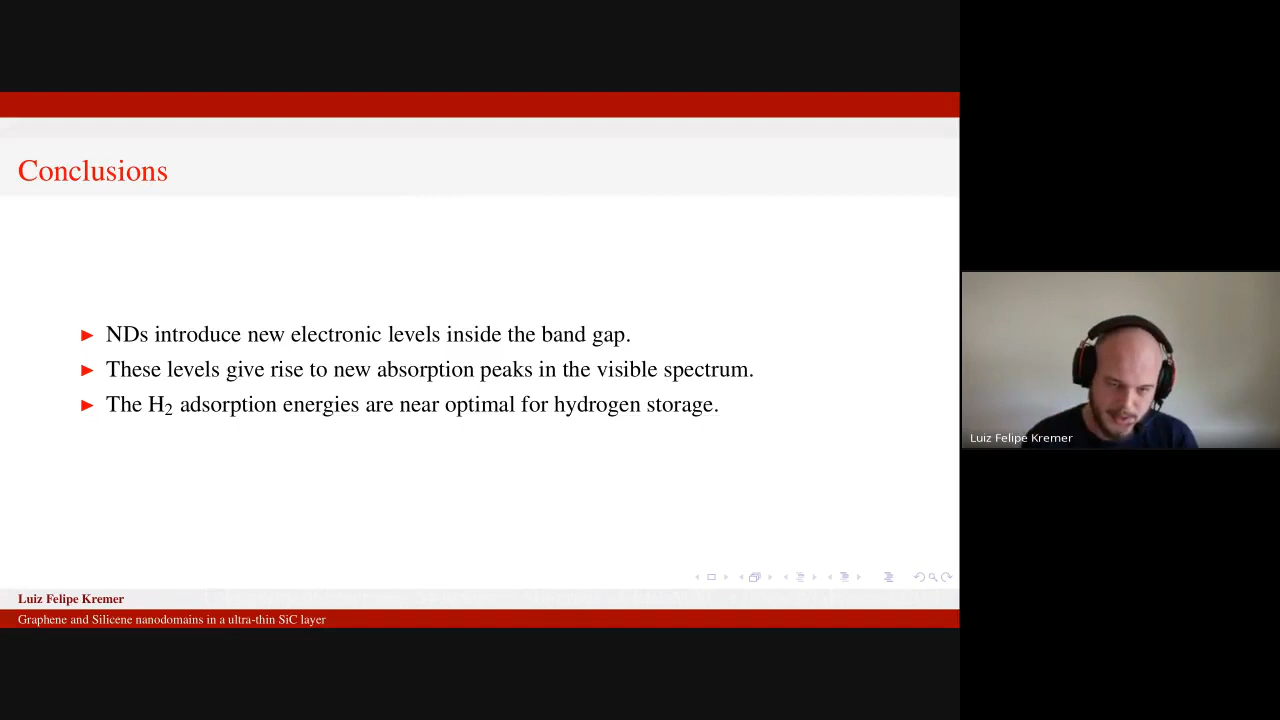 Conclusions
▶ NDs introduce new electronic levels inside the band gap.
▶ These levels give rise to new absorption peaks in the visible spectrum.
▶ The H₂ adsorption energies are near optimal for hydrogen storage.
Luiz Felipe Kremer
Graphene and Silicene nanodomains in a ultra-thin SiC layer
Luiz Felipe Kremer